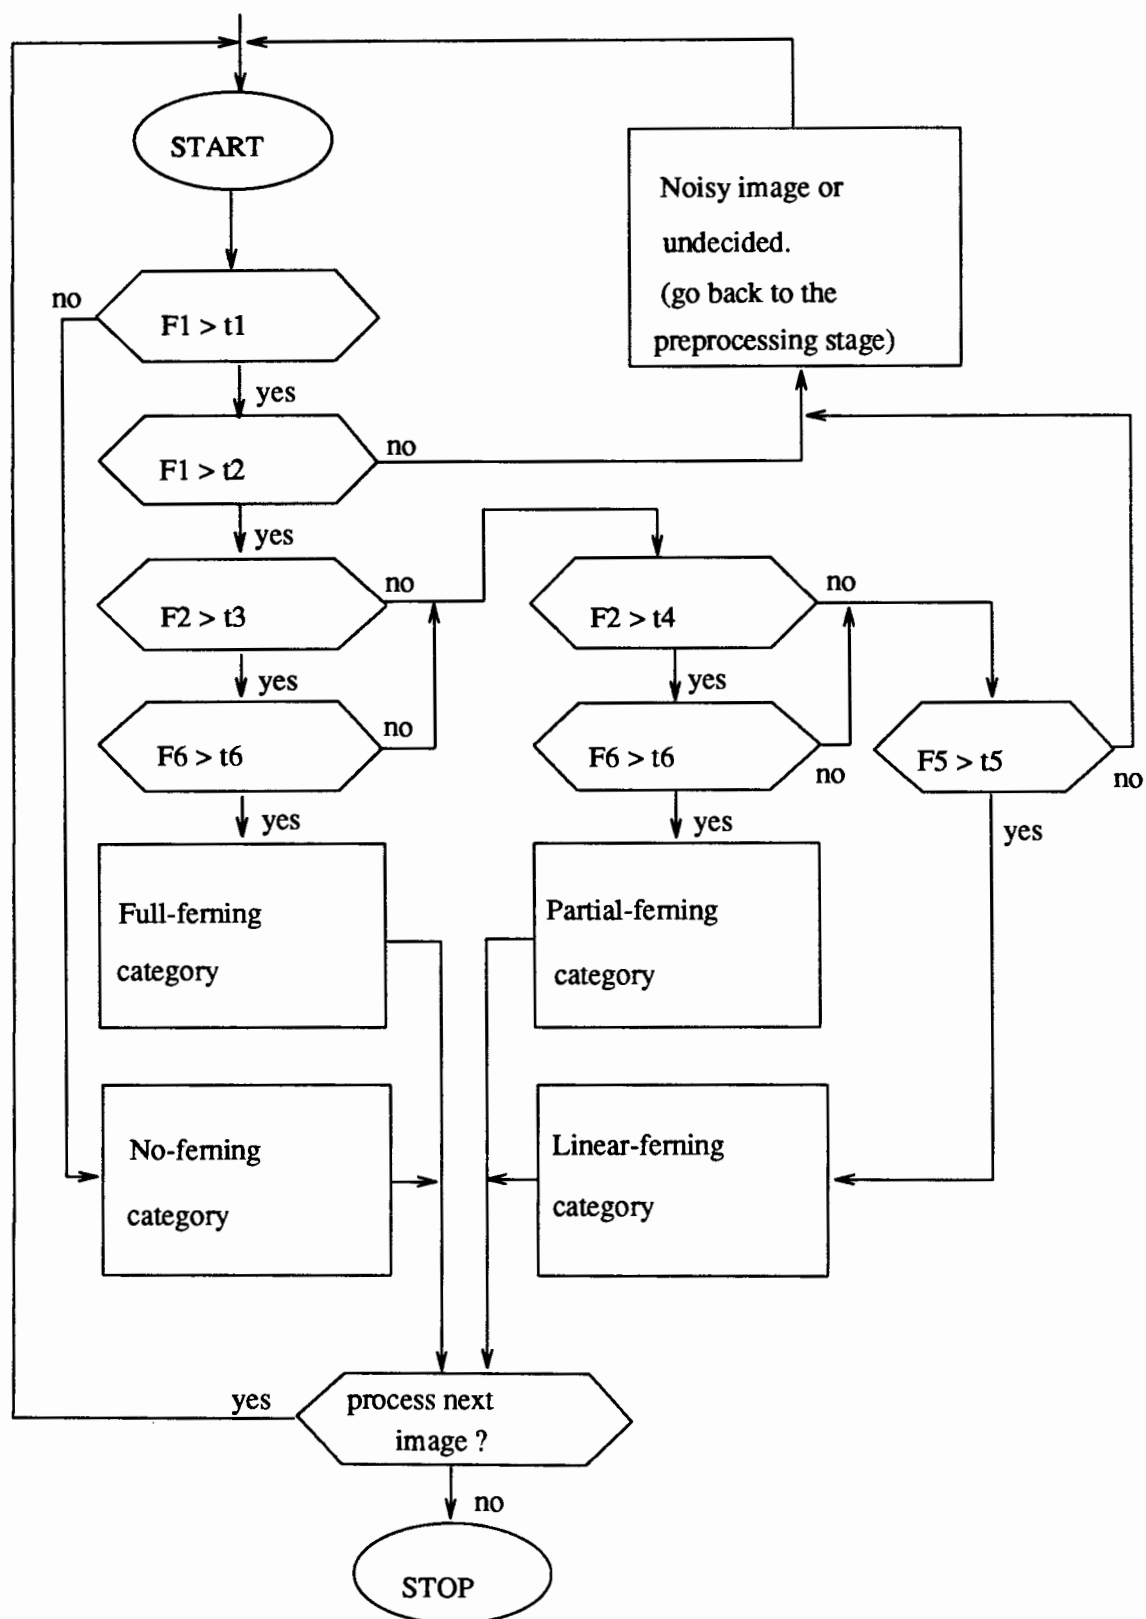 START
Noisy image or
undecided.
(go back to the
preprocessing stage)
no
F1 > t1
yes
F1 > t2
no
yes
F2 > t3
no
F2 > t4
no
yes
yes
F6 > t6
no
F6 > t6
no
F5 > t5
no
yes
yes
yes
Full-ferning
category
Partial-ferning
category
No-ferning
category
Linear-ferning
category
yes
process next
image ?
no
STOP